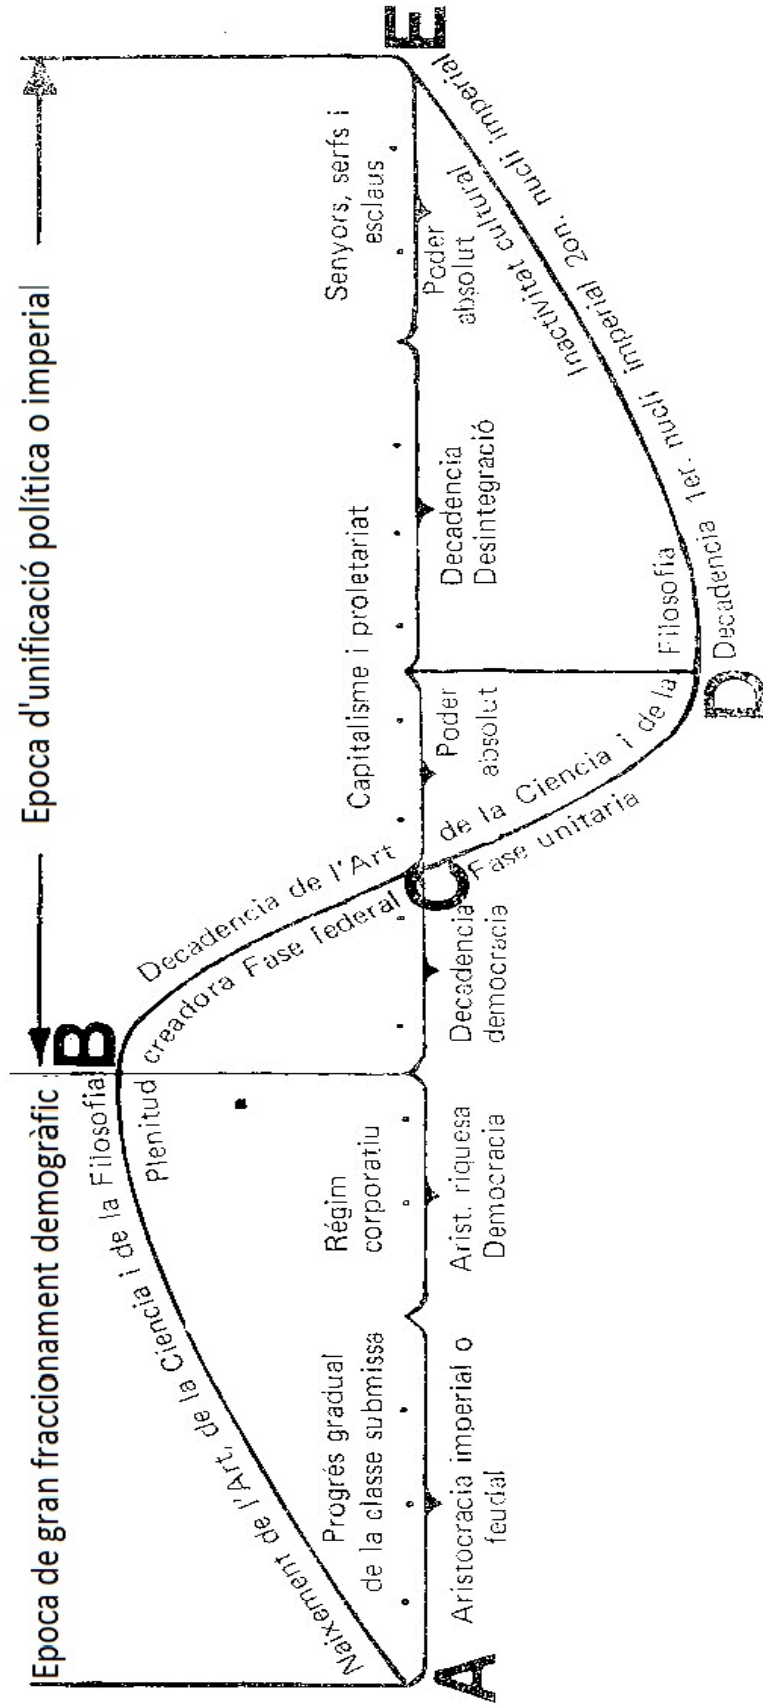 Epoca de gran fraccionament demogràfic
Epoca d'unificació política o imperial
Naixement de l'Art, de la Ciencia i de la Filosofia
B
Plenitud creadora Fase federal
Decadencia de l'Art de la Ciencia i de la Filosofia
Progrés gradual
de la classe submissa
Régim
corporatiu
Capitalisme i proletariat
Senyors, serfs i
esclaus
A
C
E
Aristocracia imperial o
feudal
Arist. riquesa
Democracia
Decadencia
democracia
Poder
absolut
Decadencia
Desintegració
Poder
absolut
Fase unitaria
Inactivitat cultural
D
Decadencia 1er. nucli imperial 2on. nucli imperial